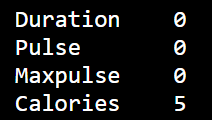 Duration 0
Pulse 0
Maxpulse 0
Calories 5